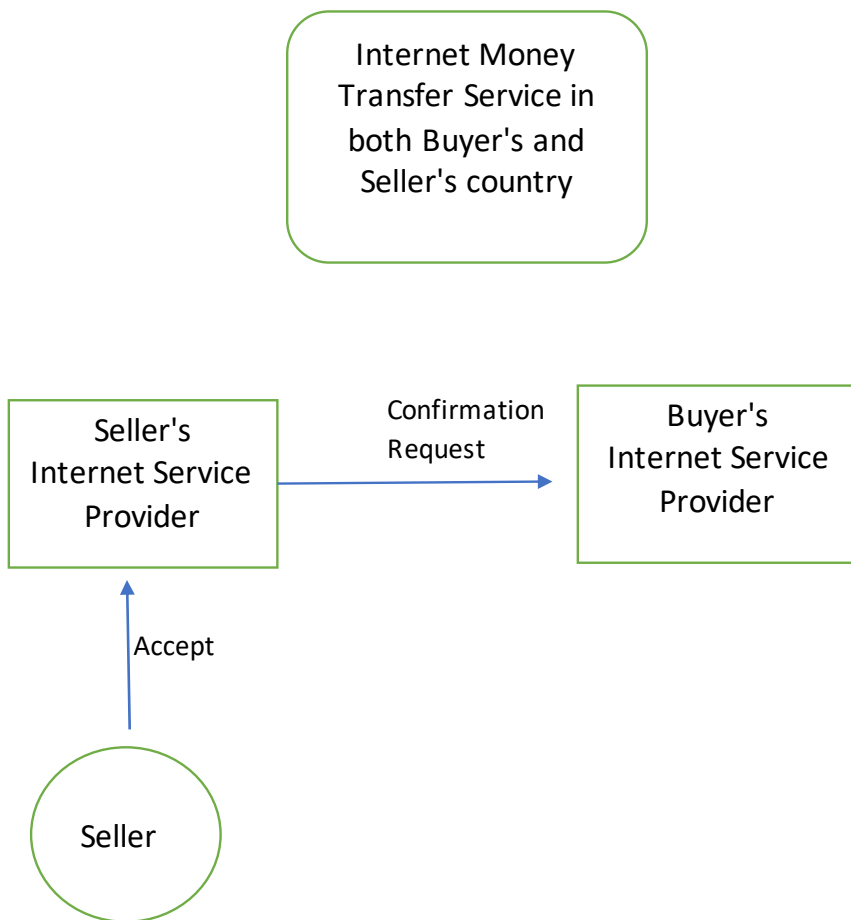 Internet Money
Transfer Service in
both Buyer's and
Seller's country
Seller's
Internet Service
Provider
Confirmation
Request
Buyer's
Internet Service
Provider
Accept
Seller